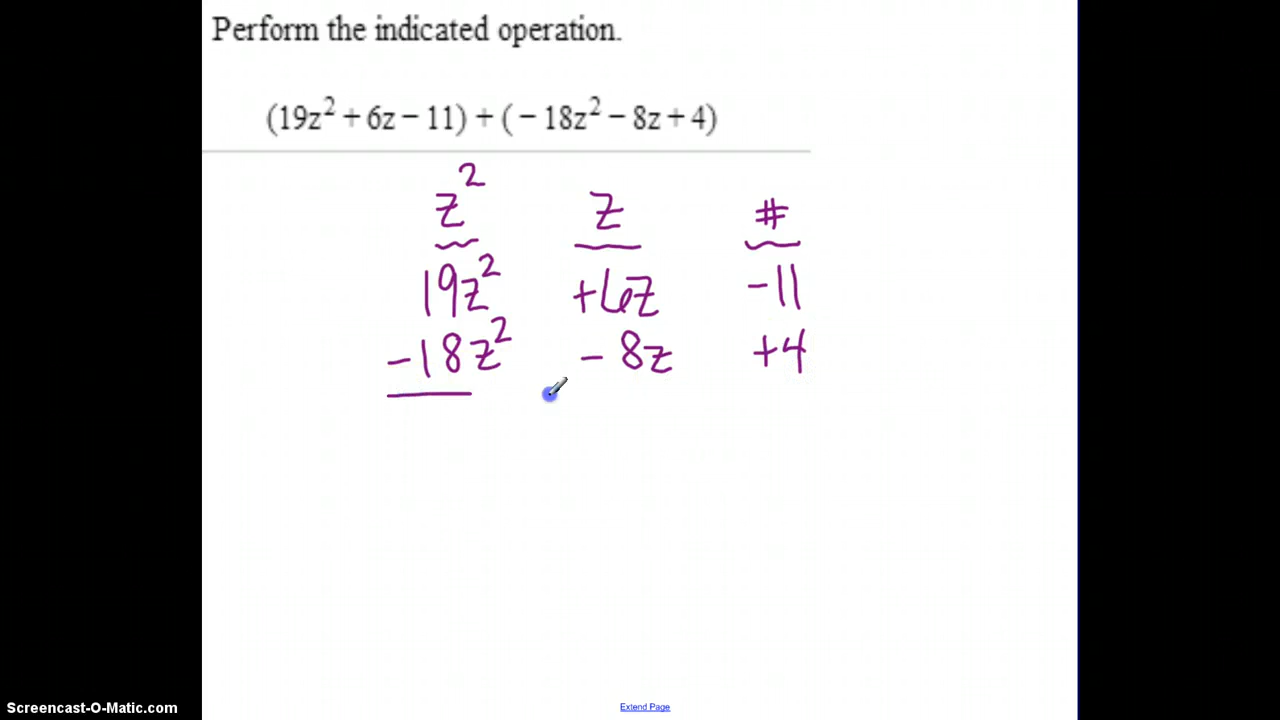 Perform the indicated operation.
(19z² + 6z − 11) + (− 18z² − 8z + 4)
z² z #
19z² +6z -11
-18z² - 8z +4
Extend Page
Screencast-O-Matic.com